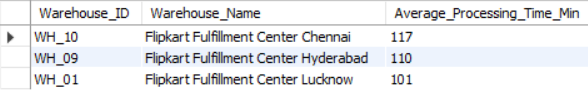 Warehouse_ID Warehouse_Name Average_Processing_Time_Min
WH_10 Flipkart Fulfillment Center Chennai 117
WH_09 Flipkart Fulfillment Center Hyderabad 110
WH_01 Flipkart Fulfillment Center Lucknow 101